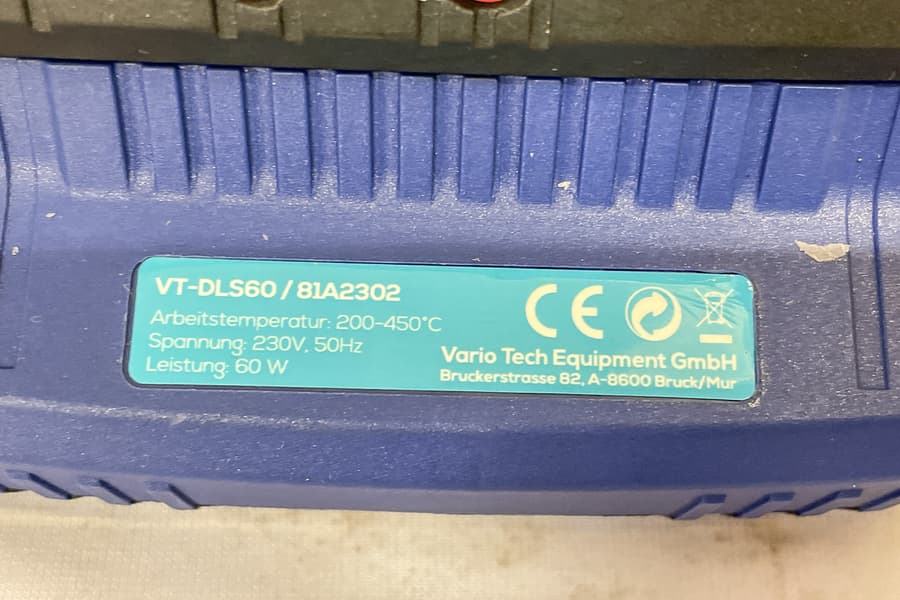 VT-DLS60 / 81A2302
Arbeitstemperatur: 200-450°C
Spannung: 230V, 50Hz
Leistung: 60 W
CE
Vario Tech Equipment GmbH
Bruckerstrasse 82, A-8600 Bruck/Mur